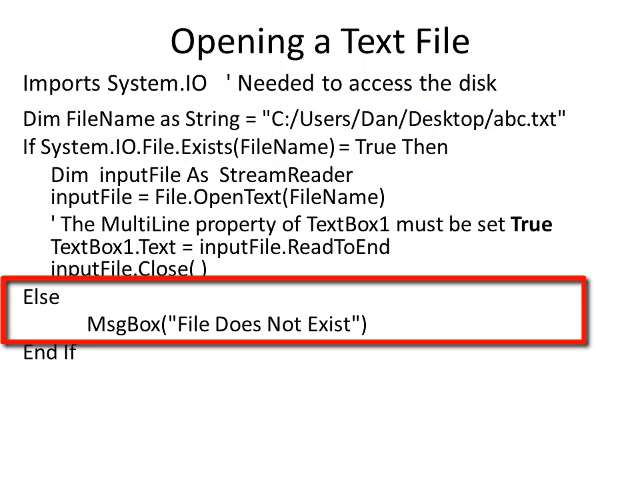 Opening a Text File
Imports System.IO ' Needed to access the disk
Dim FileName as String = "C:/Users/Dan/Desktop/abc.txt"
If System.IO.File.Exists(FileName) = True Then
Dim inputFile As StreamReader
inputFile = File.OpenText(FileName)
' The MultiLine property of TextBox1 must be set True
TextBox1.Text = inputFile.ReadToEnd
inputFile.Close( )
Else
MsgBox("File Does Not Exist")
End If